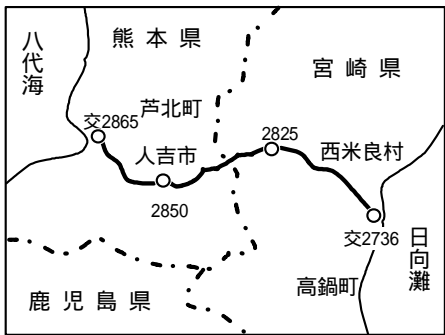 八代海
熊本県
宮崎県
芦北町
交2865
2825
人吉市
西米良村
2850
交2736
日向灘
高鍋町
鹿児島県